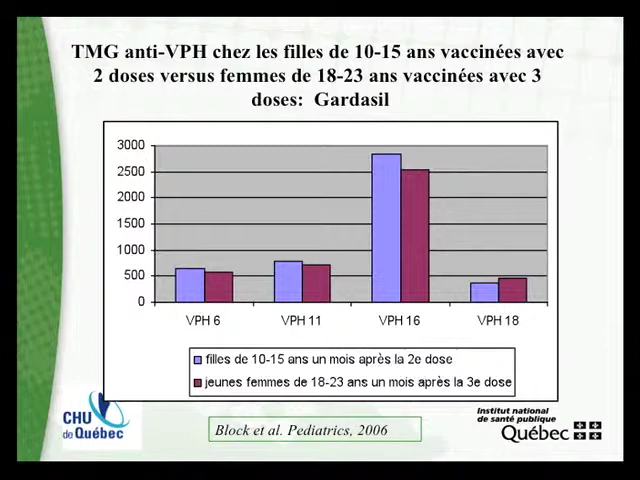 TMG anti-VPH chez les filles de 10-15 ans vaccinées avec
2 doses versus femmes de 18-23 ans vaccinées avec 3
doses: Gardasil
3000
2500
2000
1500
1000
500
0
VPH 6
VPH 11
VPH 16
VPH 18
filles de 10-15 ans un mois après la 2e dose
jeunes femmes de 18-23 ans un mois après la 3e dose
CHU
de Québec
Block et al. Pediatrics, 2006
Institut national
de santé publique
Québec